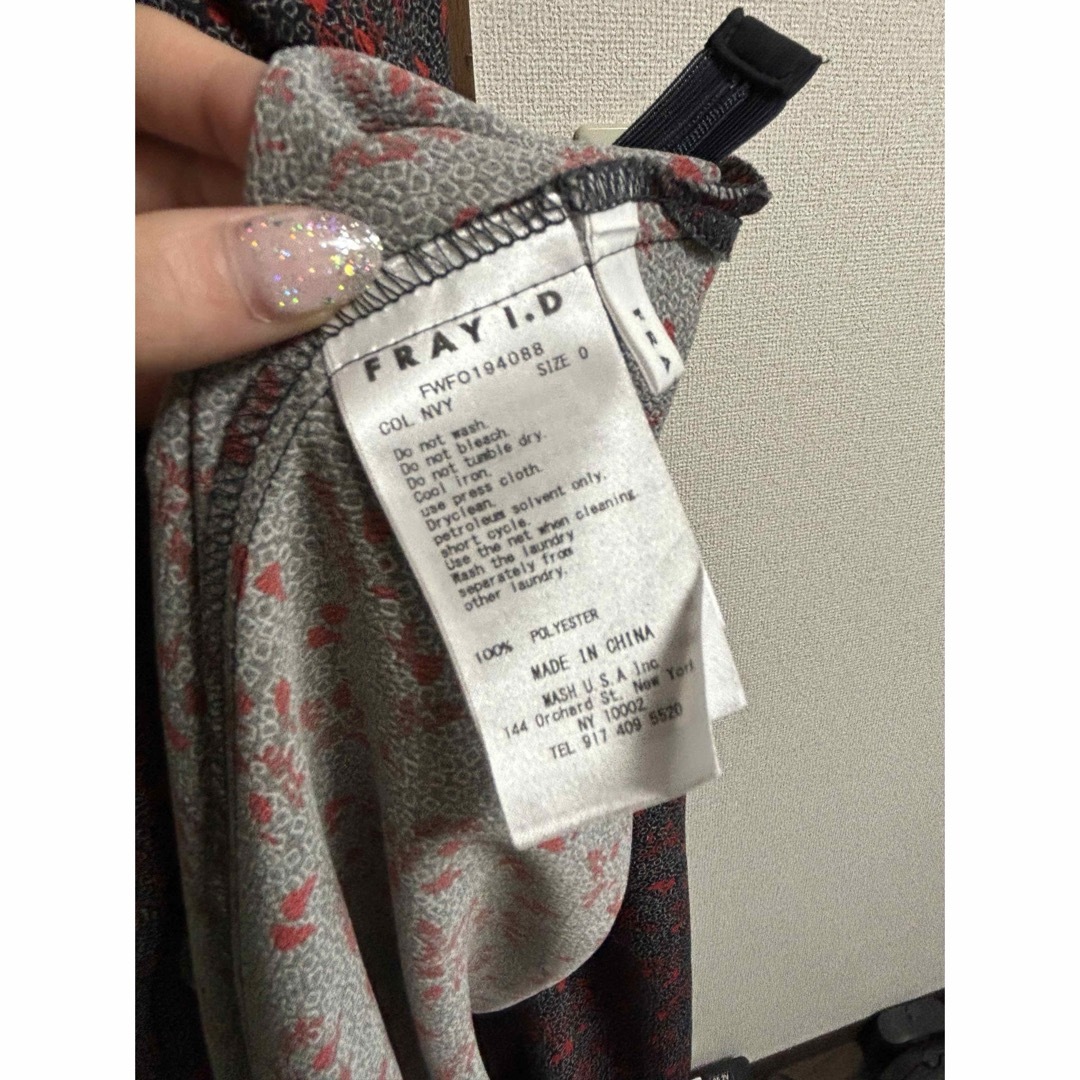 FRAY I.D
FWFO194088
SIZE 0
COL. NVY
Do not wash.
Do not bleach.
Do not tumble dry.
Cool iron.
use press cloth.
Dryclean.
petroleum solvent only.
short cycle.
Use the net when cleaning.
Wash the laundry
separately from
other laundry.
100% POLYESTER
MADE IN CHINA
MASH U.S.A Inc
144 Orchard St, New York
NY 10002
TEL 917 409 5520
FRA